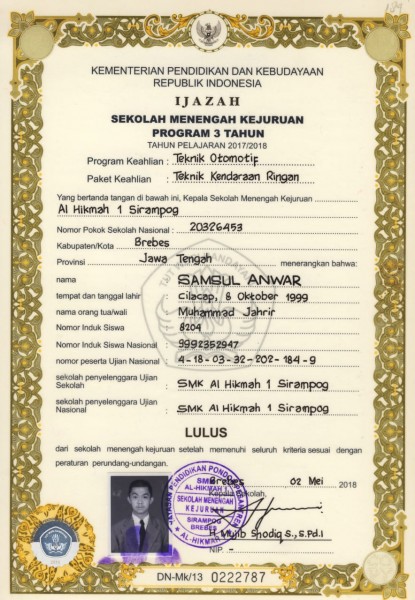 KEMENTERIAN PENDIDIKAN DAN KEBUDAYAAN
REPUBLIK INDONESIA
IJAZAH
SEKOLAH MENENGAH KEJURUAN
PROGRAM 3 TAHUN
TAHUN PELAJARAN 2017/2018
Program Keahlian : Teknik Otomotif
Paket Keahlian : Teknik Kendaraan Ringan
Yang bertanda tangan di bawah ini, Kepala Sekolah Menengah Kejuruan
Al Hikmah 1 Sirampog
Nomor Pokok Sekolah Nasional : 20326453
Kabupaten/Kota : Brebes
Provinsi : Jawa Tengah menerangkan bahwa:
nama : SAMSUL ANWAR
tempat dan tanggal lahir : Cilacap, 8 Oktober 1999
nama orang tua/wali : Muhammad Jahrir
Nomor Induk Siswa : 8204
Nomor Induk Siswa Nasional : 9992352947
nomor peserta Ujian Nasional : 4-18-03-32-202-184-9
sekolah penyelenggara Ujian Sekolah : SMK Al Hikmah 1 Sirampog
sekolah penyelenggara Ujian Nasional : SMK Al Hikmah 1 Sirampog
LULUS
dari sekolah menengah kejuruan setelah memenuhi seluruh kriteria sesuai dengan
peraturan perundang-undangan.
Brebes, 02 Mei 2018
Kepala Sekolah,
SMK
AL-HIKMAH 1
SEKOLAH MENENGAH
KEJURUAN
SIRAMPOG
BREBES
H. Mujib Shodiq S., S.Pd.I
NIP. -
DN-Mk/13 0222787